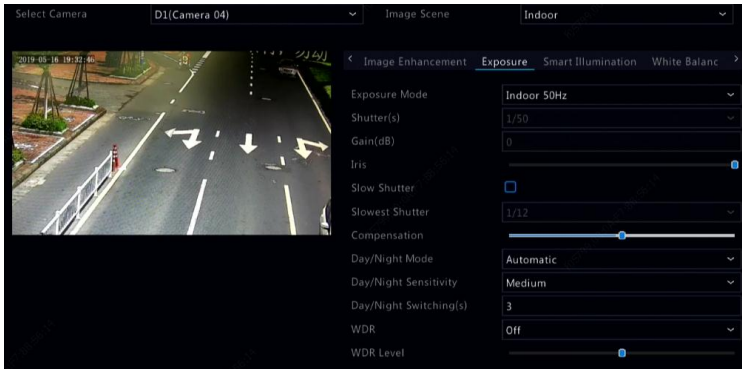 Select Camera D1(Camera 04) Image Scene Indoor
2019-05-16 19:32:46
Image Enhancement Exposure Smart Illumination White Balanc
Exposure Mode Indoor 50Hz
Shutter(s) 1/50
Gain(dB) 0
Iris
Slow Shutter
Slowest Shutter 1/12
Compensation
Day/Night Mode Automatic
Day/Night Sensitivity Medium
Day/Night Switching(s) 3
WDR Off
WDR Level